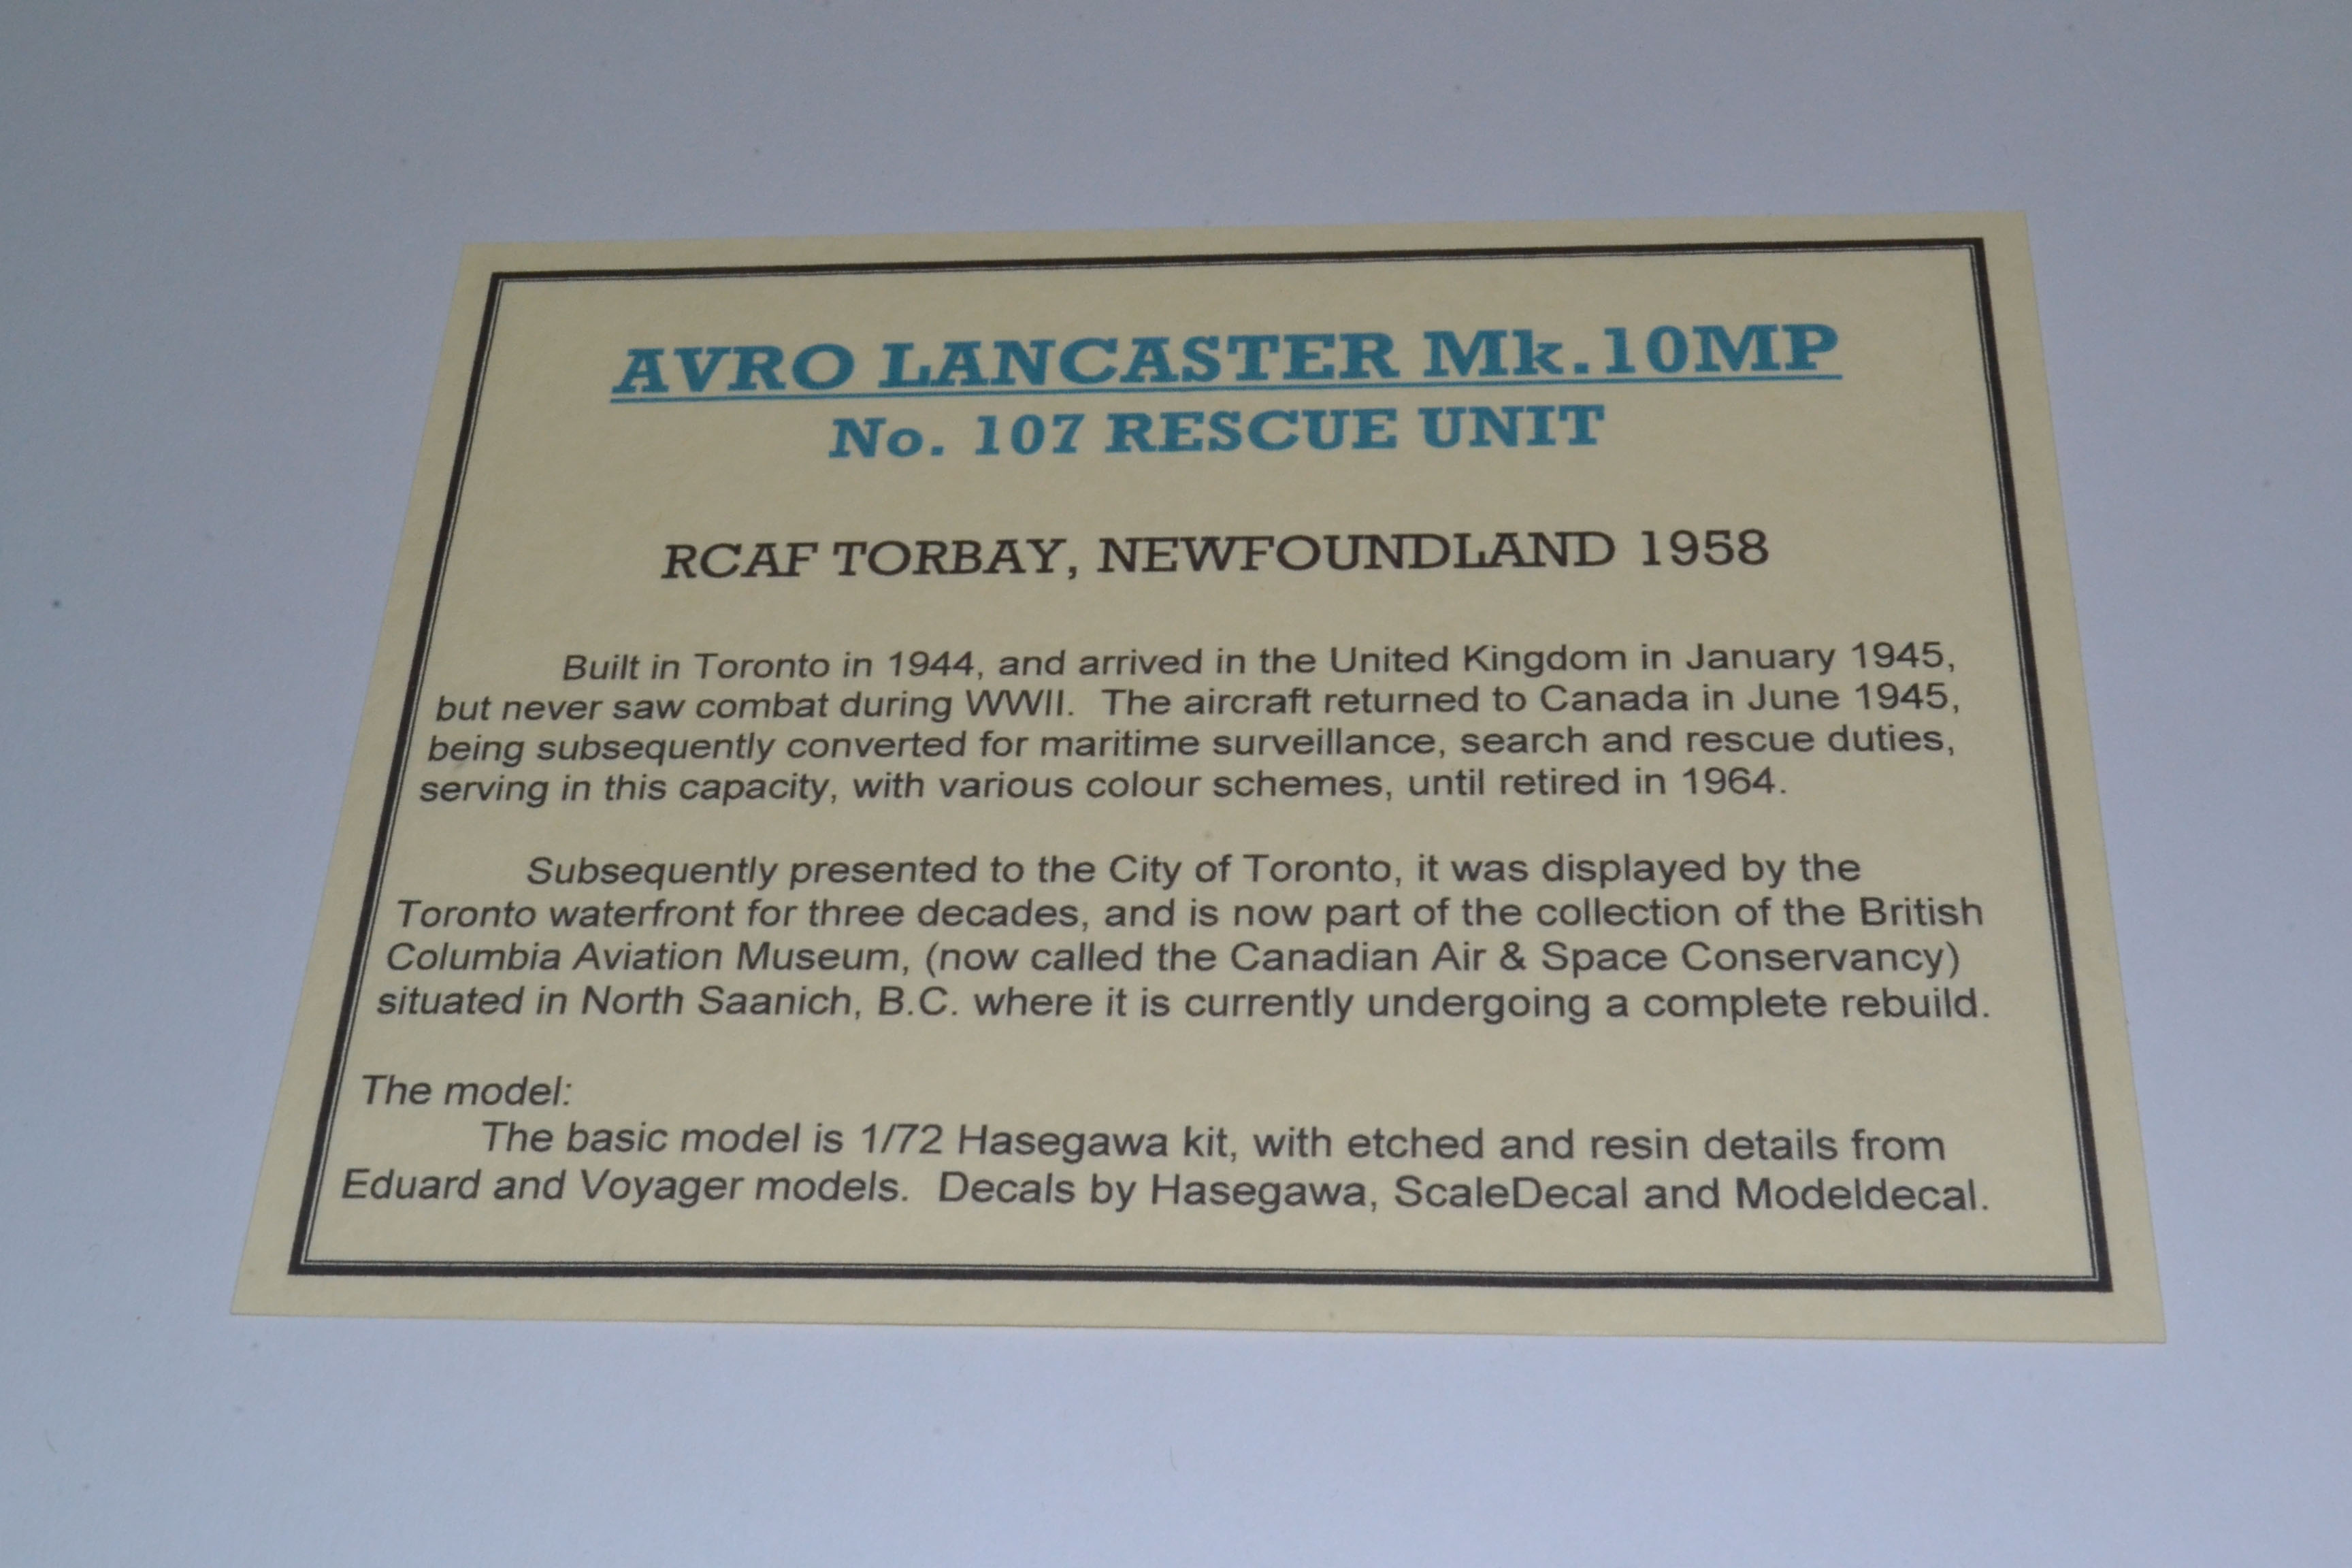 AVRO LANCASTER Mk.10MP
No. 107 RESCUE UNIT
RCAF TORBAY, NEWFOUNDLAND 1958
Built in Toronto in 1944, and arrived in the United Kingdom in January 1945,
but never saw combat during WWII. The aircraft returned to Canada in June 1945,
being subsequently converted for maritime surveillance, search and rescue duties,
serving in this capacity, with various colour schemes, until retired in 1964.
Subsequently presented to the City of Toronto, it was displayed by the
Toronto waterfront for three decades, and is now part of the collection of the British
Columbia Aviation Museum, (now called the Canadian Air & Space Conservancy)
situated in North Saanich, B.C. where it is currently undergoing a complete rebuild.
The model:
The basic model is 1/72 Hasegawa kit, with etched and resin details from
Eduard and Voyager models. Decals by Hasegawa, ScaleDecal and Modeldecal.